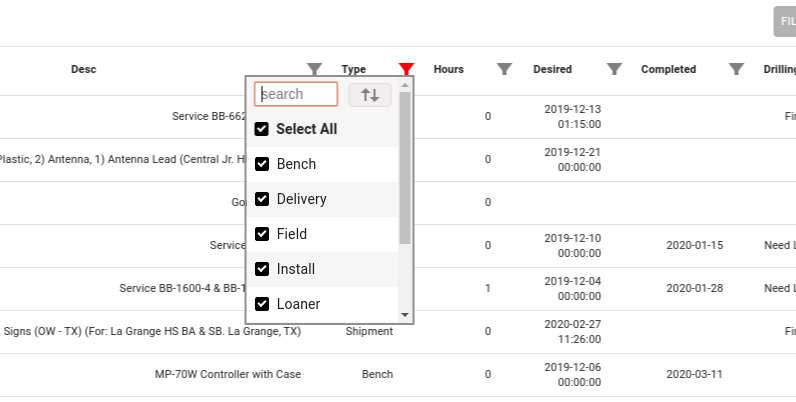 FIL
Desc Type Hours Desired Completed Drilling
search
Select All
Bench
Delivery
Field
Install
Loaner
Service BB-662 0 2019-12-13 01:15:00 Fi
Plastic, 2) Antenna, 1) Antenna Lead (Central Jr. H 0 2019-12-21 00:00:00
Go 0
Service 0 2019-12-10 00:00:00 2020-01-15 Need L
Service BB-1600-4 & BB-1 1 2019-12-04 00:00:00 2020-01-28 Need L
Signs (OW - TX) (For: La Grange HS BA & SB. La Grange, TX) Shipment 0 2020-02-27 11:26:00 Fi
MP-70W Controller with Case Bench 0 2019-12-06 00:00:00 2020-03-11